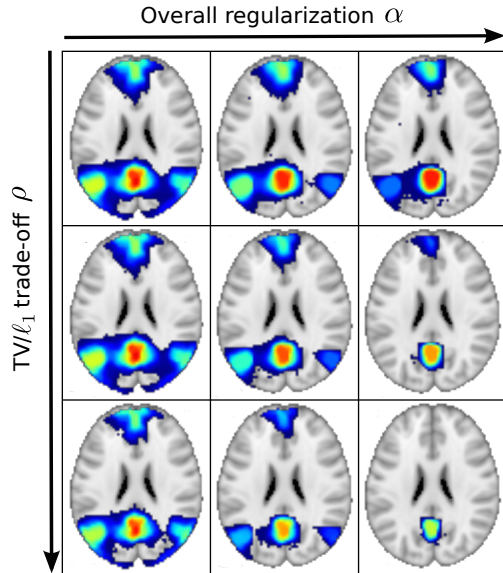 Overall regularization α
TV/ℓ₁ trade-off ρ